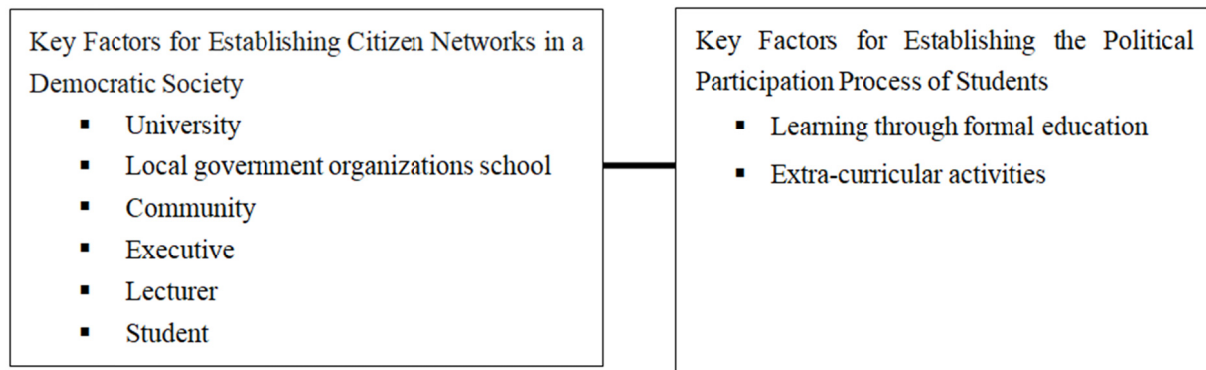 Key Factors for Establishing Citizen Networks in a
Democratic Society
▪ University
▪ Local government organizations school
▪ Community
▪ Executive
▪ Lecturer
▪ Student
Key Factors for Establishing the Political
Participation Process of Students
▪ Learning through formal education
▪ Extra-curricular activities